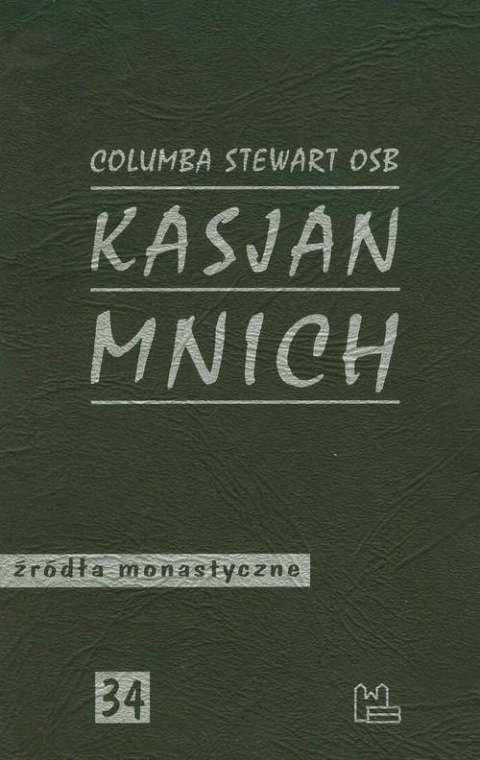 COLUMBA STEWART OSB
KASJAN
MNICH
źródła monastyczne
34